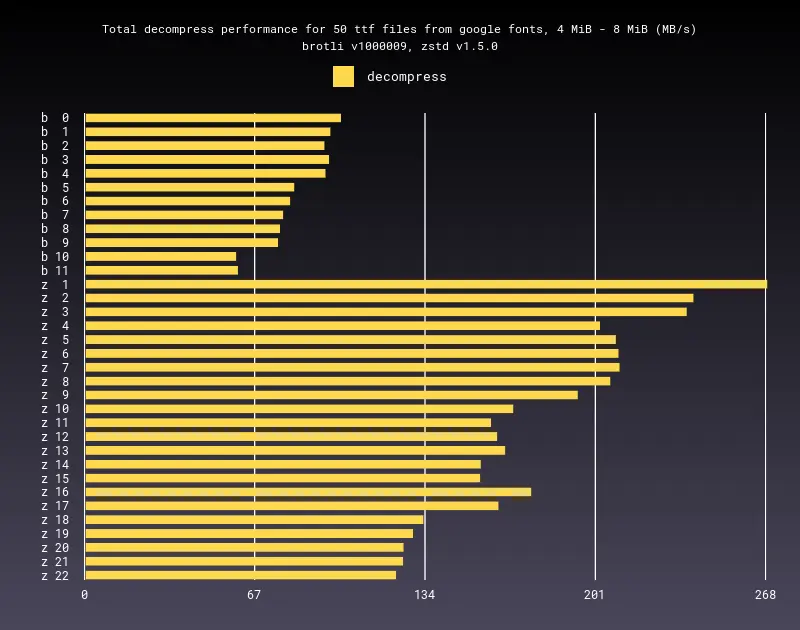 Total decompress performance for 50 ttf files from google fonts, 4 MiB - 8 MiB (MB/s)
brotli v1000009, zstd v1.5.0
decompress
b 0
b 1
b 2
b 3
b 4
b 5
b 6
b 7
b 8
b 9
b 10
b 11
z 1
z 2
z 3
z 4
z 5
z 6
z 7
z 8
z 9
z 10
z 11
z 12
z 13
z 14
z 15
z 16
z 17
z 18
z 19
z 20
z 21
z 22
0 67 134 201 268